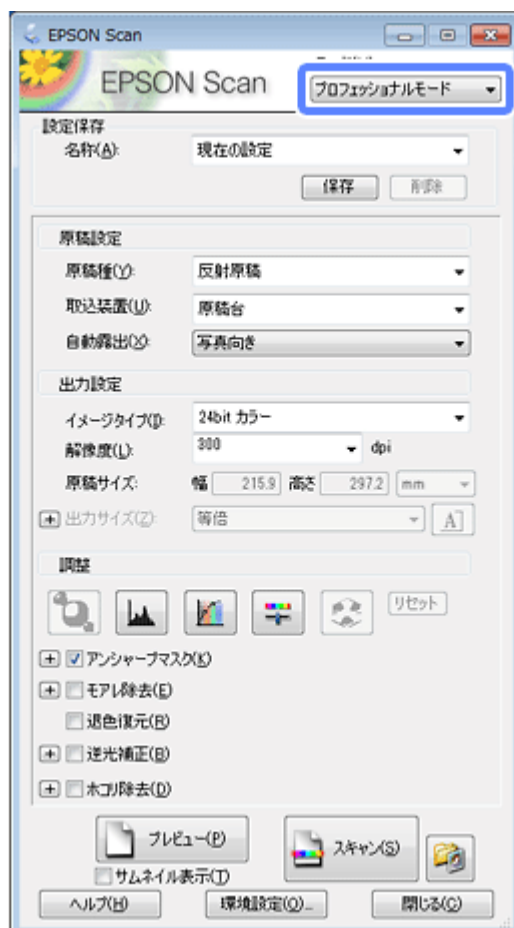 EPSON Scan
EPSON Scan
プロフェッショナルモード
設定保存
名称(A): 現在の設定
保存 削除
原稿設定
原稿種(Y): 反射原稿
取込装置(U): 原稿台
自動露出(X): 写真向き
出力設定
イメージタイプ(I): 24bit カラー
解像度(L): 300 dpi
原稿サイズ: 幅 215.9 高さ 297.2 mm
出力サイズ(Z): 等倍 A
調整
リセット
アンシャープマスク(K)
モアレ除去(E)
退色復元(R)
逆光補正(B)
ホコリ除去(D)
プレビュー(P) スキャン(S)
サムネイル表示(T)
ヘルプ(H) 環境設定(O)... 閉じる(C)